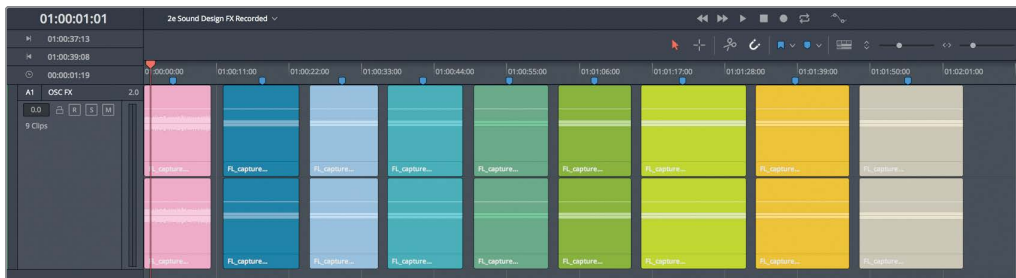 01:00:01:01
2e Sound Design FX Recorded
01:00:37:13
01:00:39:08
00:00:01:19
01:00:00:00 01:00:11:00 01:00:22:00 01:00:33:00 01:00:44:00 01:00:55:00 01:01:06:00 01:01:17:00 01:01:28:00 01:01:39:00 01:01:50:00 01:02:01:00
A1 OSC FX 2.0
0.0 R S M
9 Clips
FL_capture... FL_capture... FL_capture... FL_capture... FL_capture... FL_capture... FL_capture... FL_capture... FL_capture...
FL_capture... FL_capture... FL_capture... FL_capture... FL_capture... FL_capture... FL_capture... FL_capture... FL_capture...